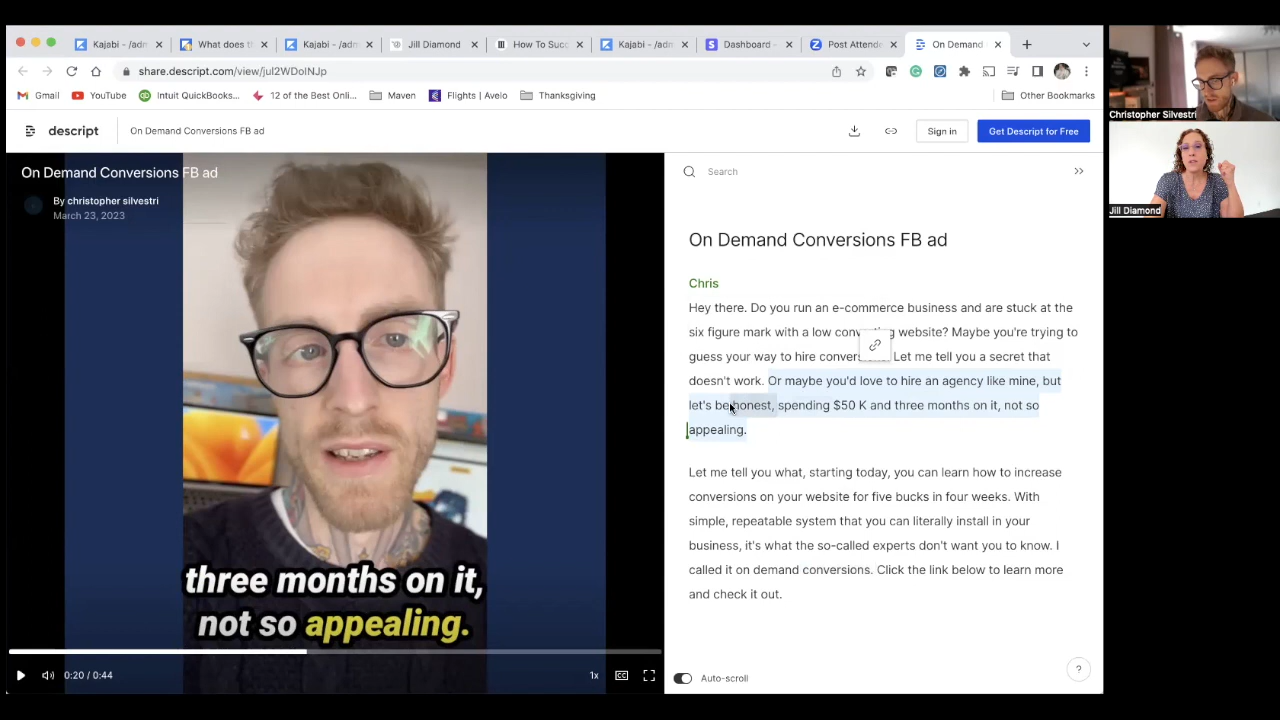 Kajabi - /adn
What does th
Kajabi - /adn
Jill Diamond
How To Succ
Kajabi - /adm
Dashboard -
Post Attende
On Demand
share.descript.com/view/jul2WDolNJp
Gmail
YouTube
Intuit QuickBooks...
12 of the Best Onli...
Maven
Flights | Avelo
Thanksgiving
Other Bookmarks
descript
On Demand Conversions FB ad
Sign in
Get Descript for Free
On Demand Conversions FB ad
By christopher silvestri
March 23, 2023
three months on it,
not so appealing.
0:20 / 0:44
1x
CC
Search
On Demand Conversions FB ad
Chris
Hey there. Do you run an e-commerce business and are stuck at the
six figure mark with a low website? Maybe you're trying to
guess your way to hire Let me tell you a secret that
doesn't work. Or maybe you'd love to hire an agency like mine, but
let's be honest, spending $50 K and three months on it, not so
appealing.
Let me tell you what, starting today, you can learn how to increase
conversions on your website for five bucks in four weeks. With
simple, repeatable system that you can literally install in your
business, it's what the so-called experts don't want you to know. I
called it on demand conversions. Click the link below to learn more
and check it out.
Auto-scroll
?
Christopher Silvestri
Jill Diamond